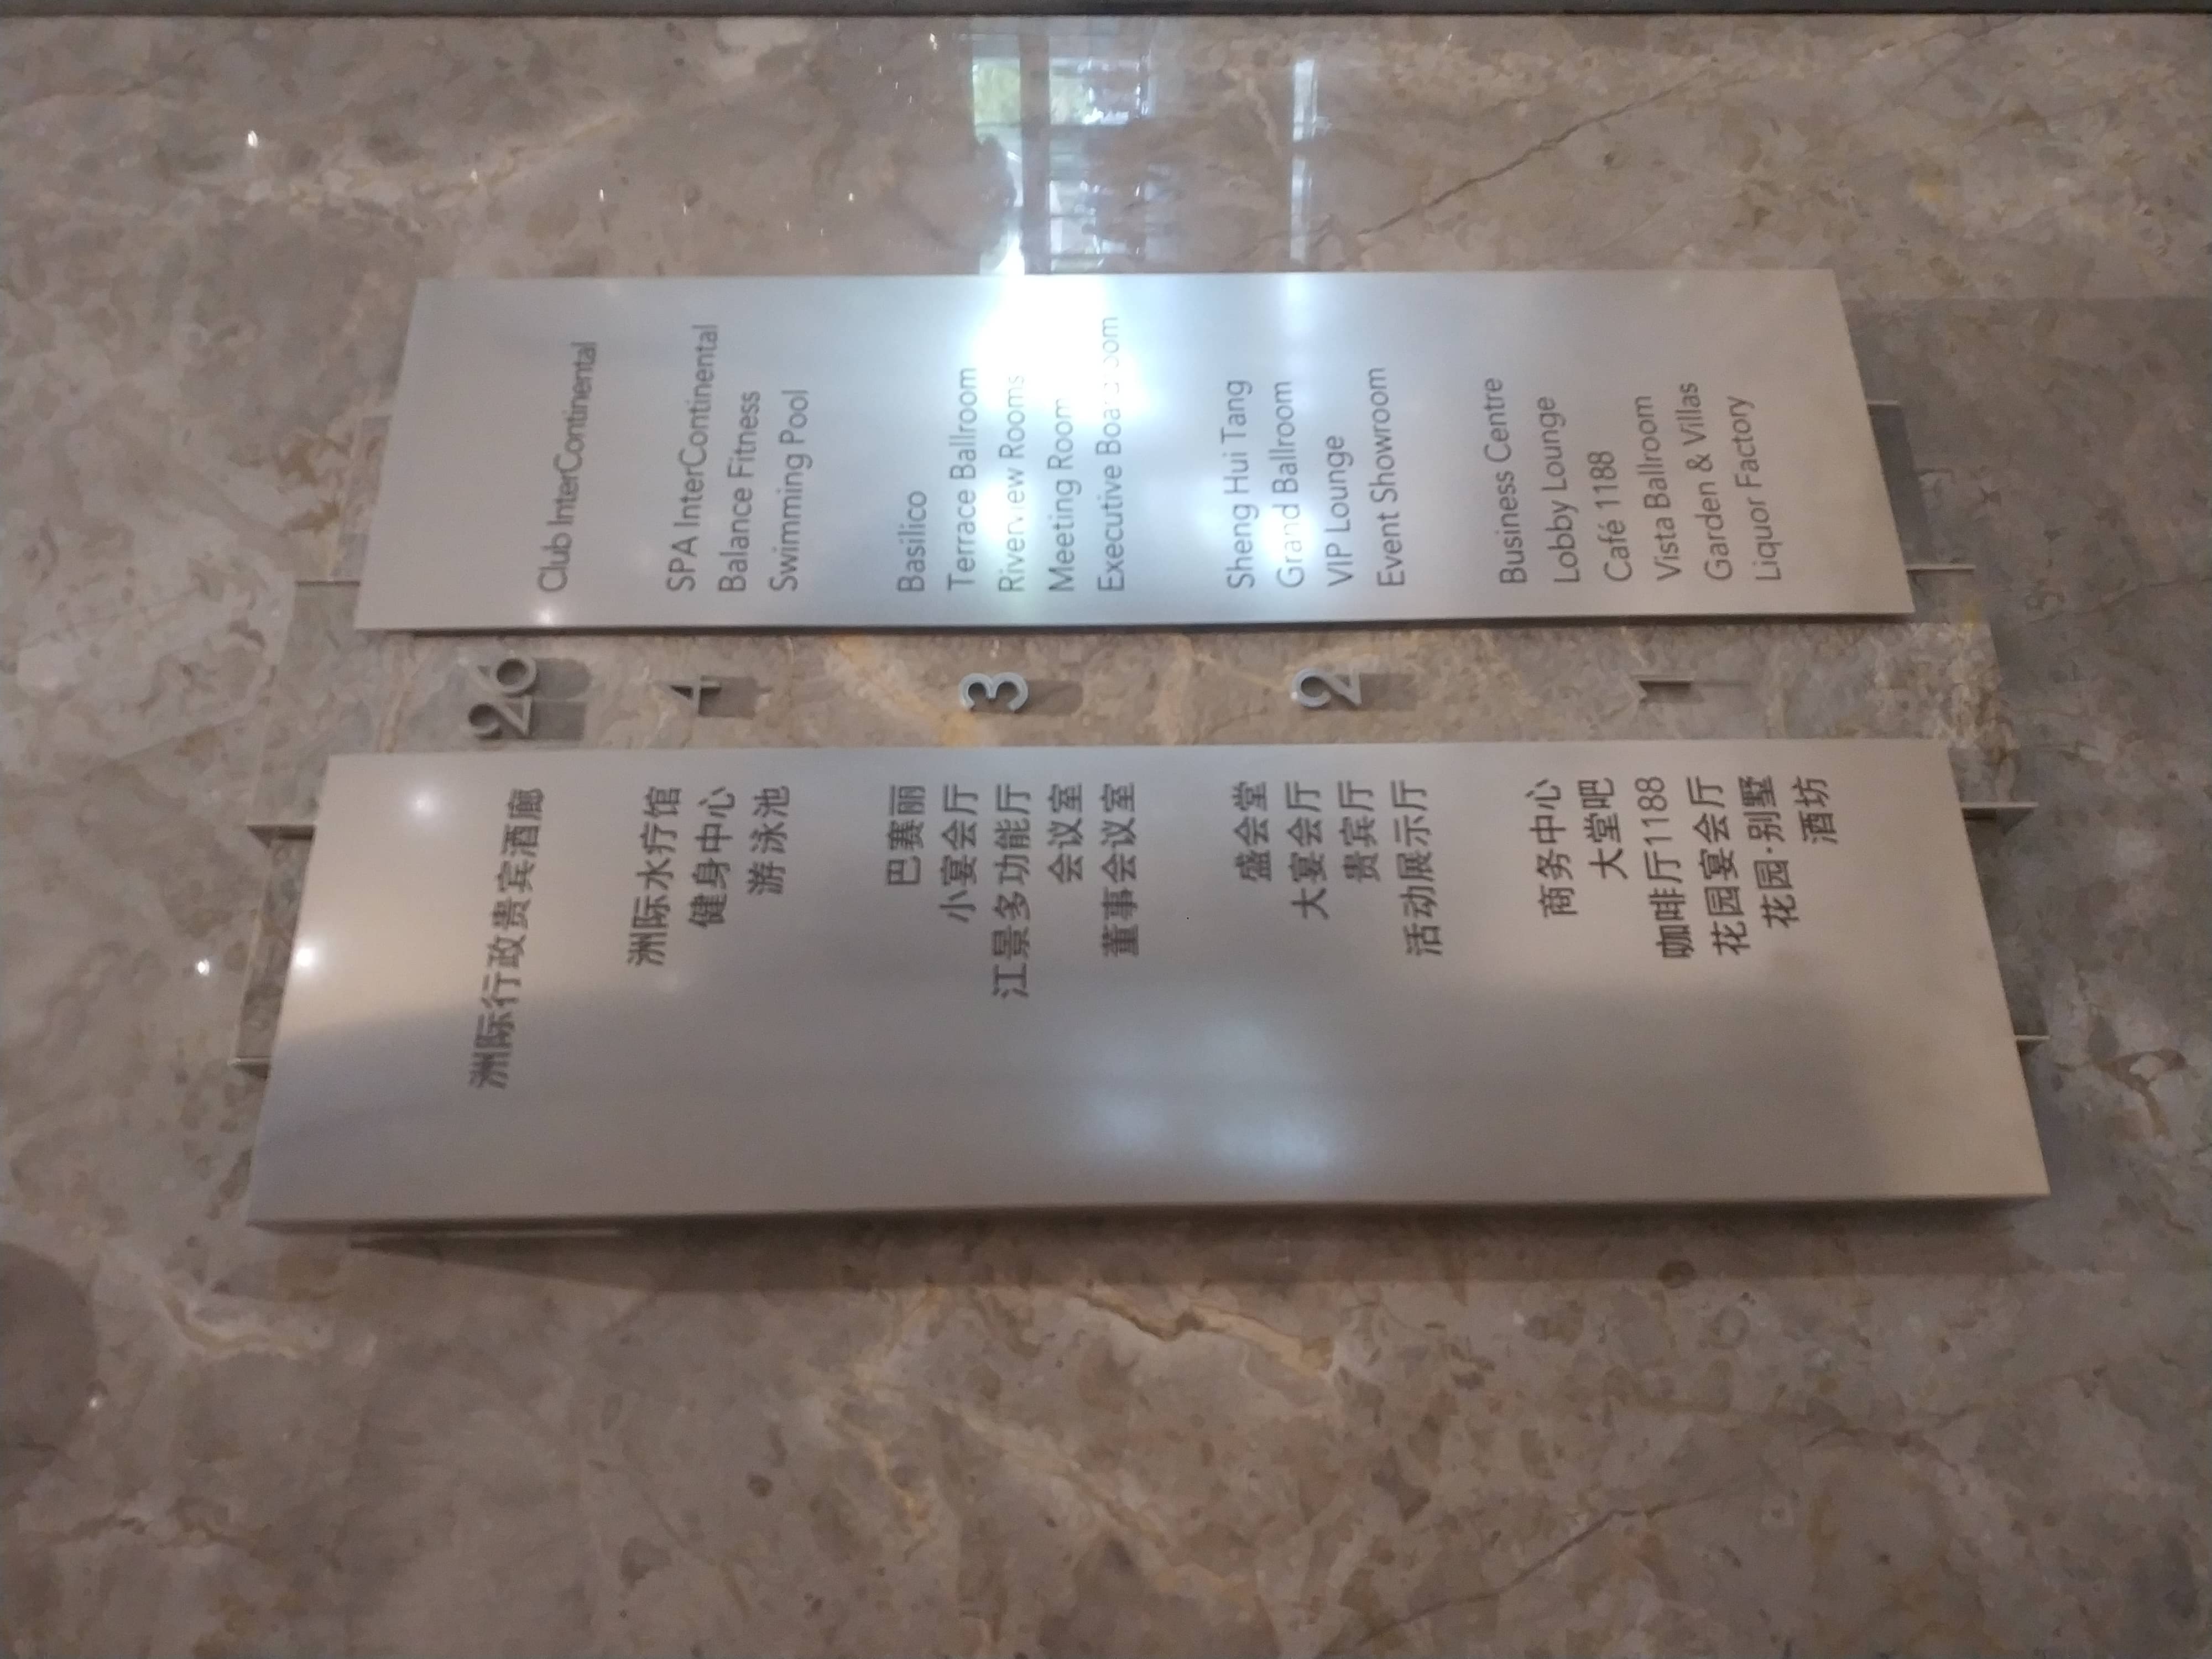 洲际行政贵宾酒廊
洲际水疗馆
健身中心
游泳池
巴赛丽
小宴会厅
江景多功能厅
会议室
董事会议室
盛会堂
大宴会厅
贵宾厅
活动展示厅
商务中心
大堂吧
咖啡厅1188
花园宴会厅
花园·别墅
酒坊
26
4
3
2
1
Club InterContinental
SPA InterContinental
Balance Fitness
Swimming Pool
Basilico
Terrace Ballroom
Riverview Rooms
Meeting Room
Executive Boardroom
Sheng Hui Tang
Grand Ballroom
VIP Lounge
Event Showroom
Business Centre
Lobby Lounge
Café 1188
Vista Ballroom
Garden & Villas
Liquor Factory